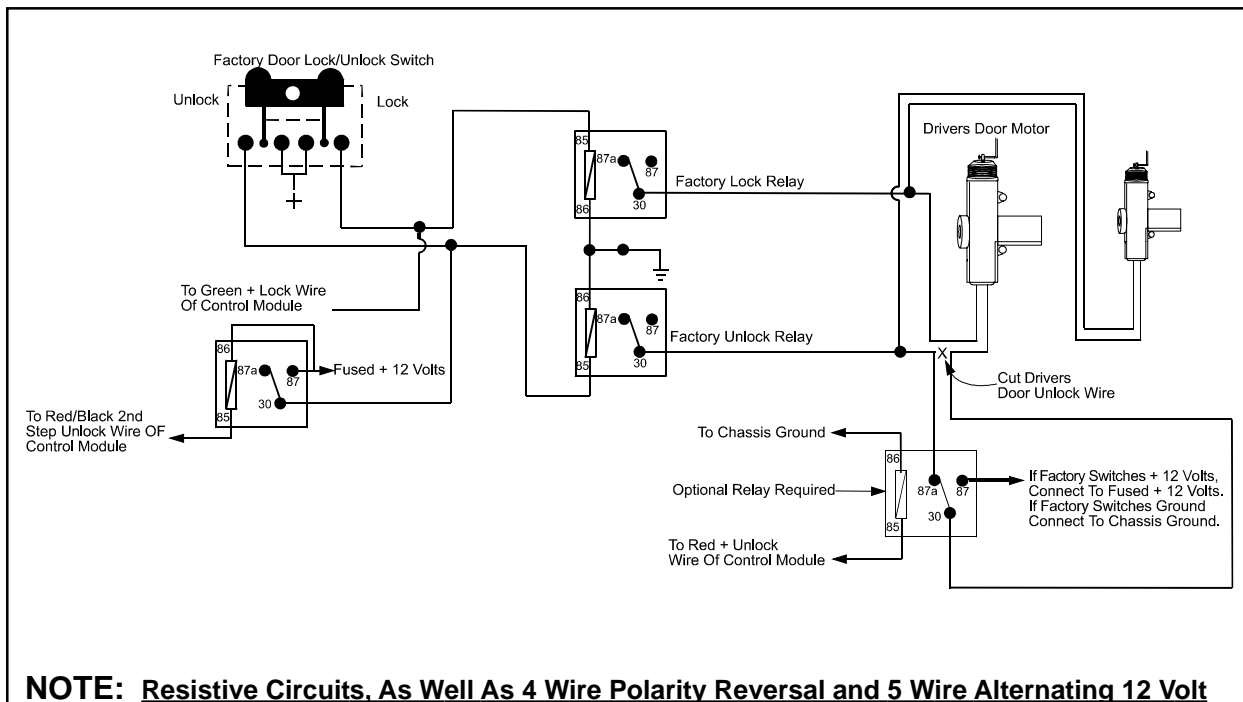 Factory Door Lock/Unlock Switch
Unlock
Lock
+
85
87a
87
86
30
Factory Lock Relay
Drivers Door Motor
To Green + Lock Wire
Of Control Module
86
87a
87
85
30
Factory Unlock Relay
X
Cut Drivers
Door Unlock Wire
86
87a
87
30
85
Fused + 12 Volts
To Red/Black 2nd
Step Unlock Wire OF
Control Module
To Chassis Ground
86
87a
87
30
85
Optional Relay Required
If Factory Switches + 12 Volts,
Connect To Fused + 12 Volts.
If Factory Switches Ground
Connect To Chassis Ground.
To Red + Unlock
Wire Of Control Module
NOTE: Resistive Circuits, As Well As 4 Wire Polarity Reversal and 5 Wire Alternating 12 Volt